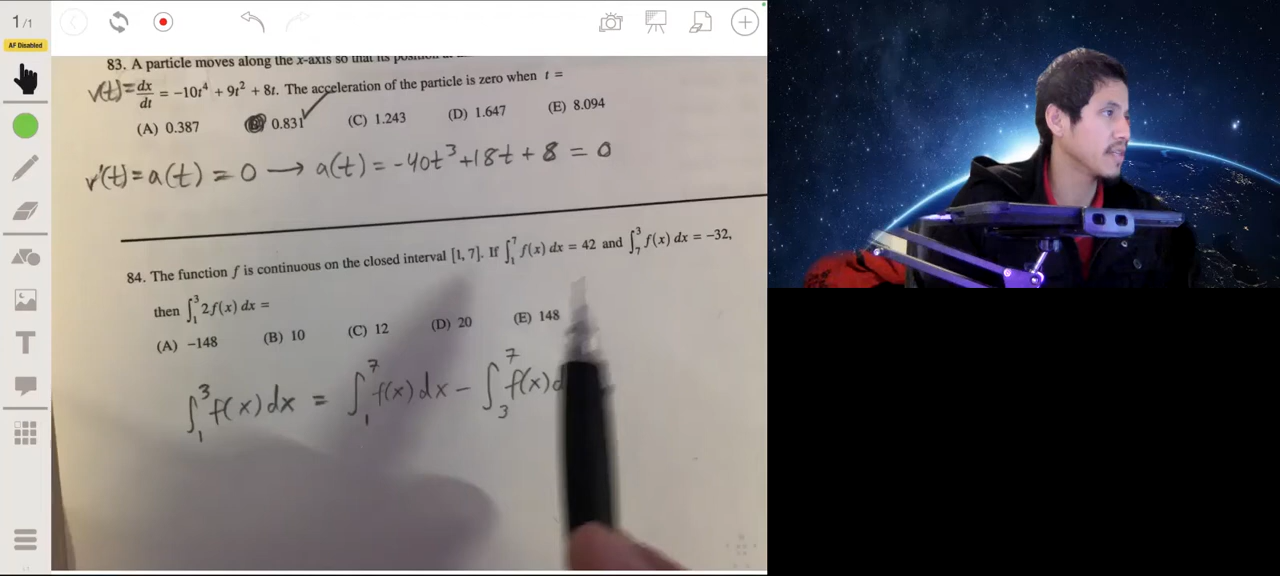 1/1
AF Disabled
83. A particle moves along the x-axis so that its position at
v(t) = dx/dt = −10t⁴ + 9t² + 8t. The acceleration of the particle is zero when t =
(A) 0.387 0.831 (C) 1.243 (D) 1.647 (E) 8.094
v'(t) = a(t) = 0 → a(t) = -40t³ + 18t + 8 = 0
84. The function f is continuous on the closed interval [1, 7]. If ∫₁⁷ f(x) dx = 42 and ∫₇³ f(x) dx = −32,
then ∫₁³ 2f(x) dx =
(A) −148 (B) 10 (C) 12 (D) 20 (E) 148
∫₁³ f(x) dx = ∫₁⁷ f(x) dx − ∫₃⁷ f(x) d
T